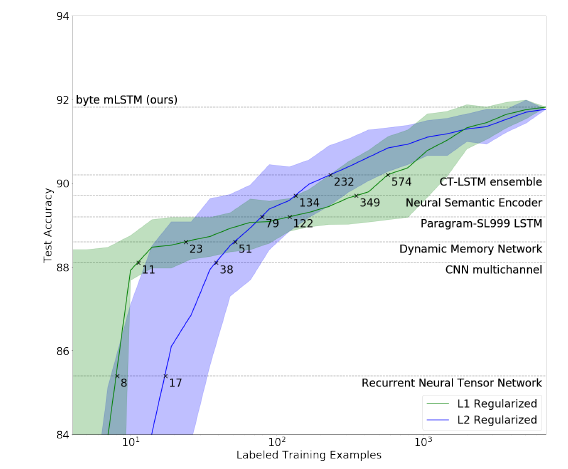 94
byte mLSTM (ours)
92
232
574
CT-LSTM ensemble
90
134
349
Neural Semantic Encoder
79
122
Paragram-SL999 LSTM
23
51
Dynamic Memory Network
88
11
38
CNN multichannel
86
8
17
Recurrent Neural Tensor Network
L1 Regularized
L2 Regularized
84
10^1
10^2
10^3
Labeled Training Examples
Test Accuracy